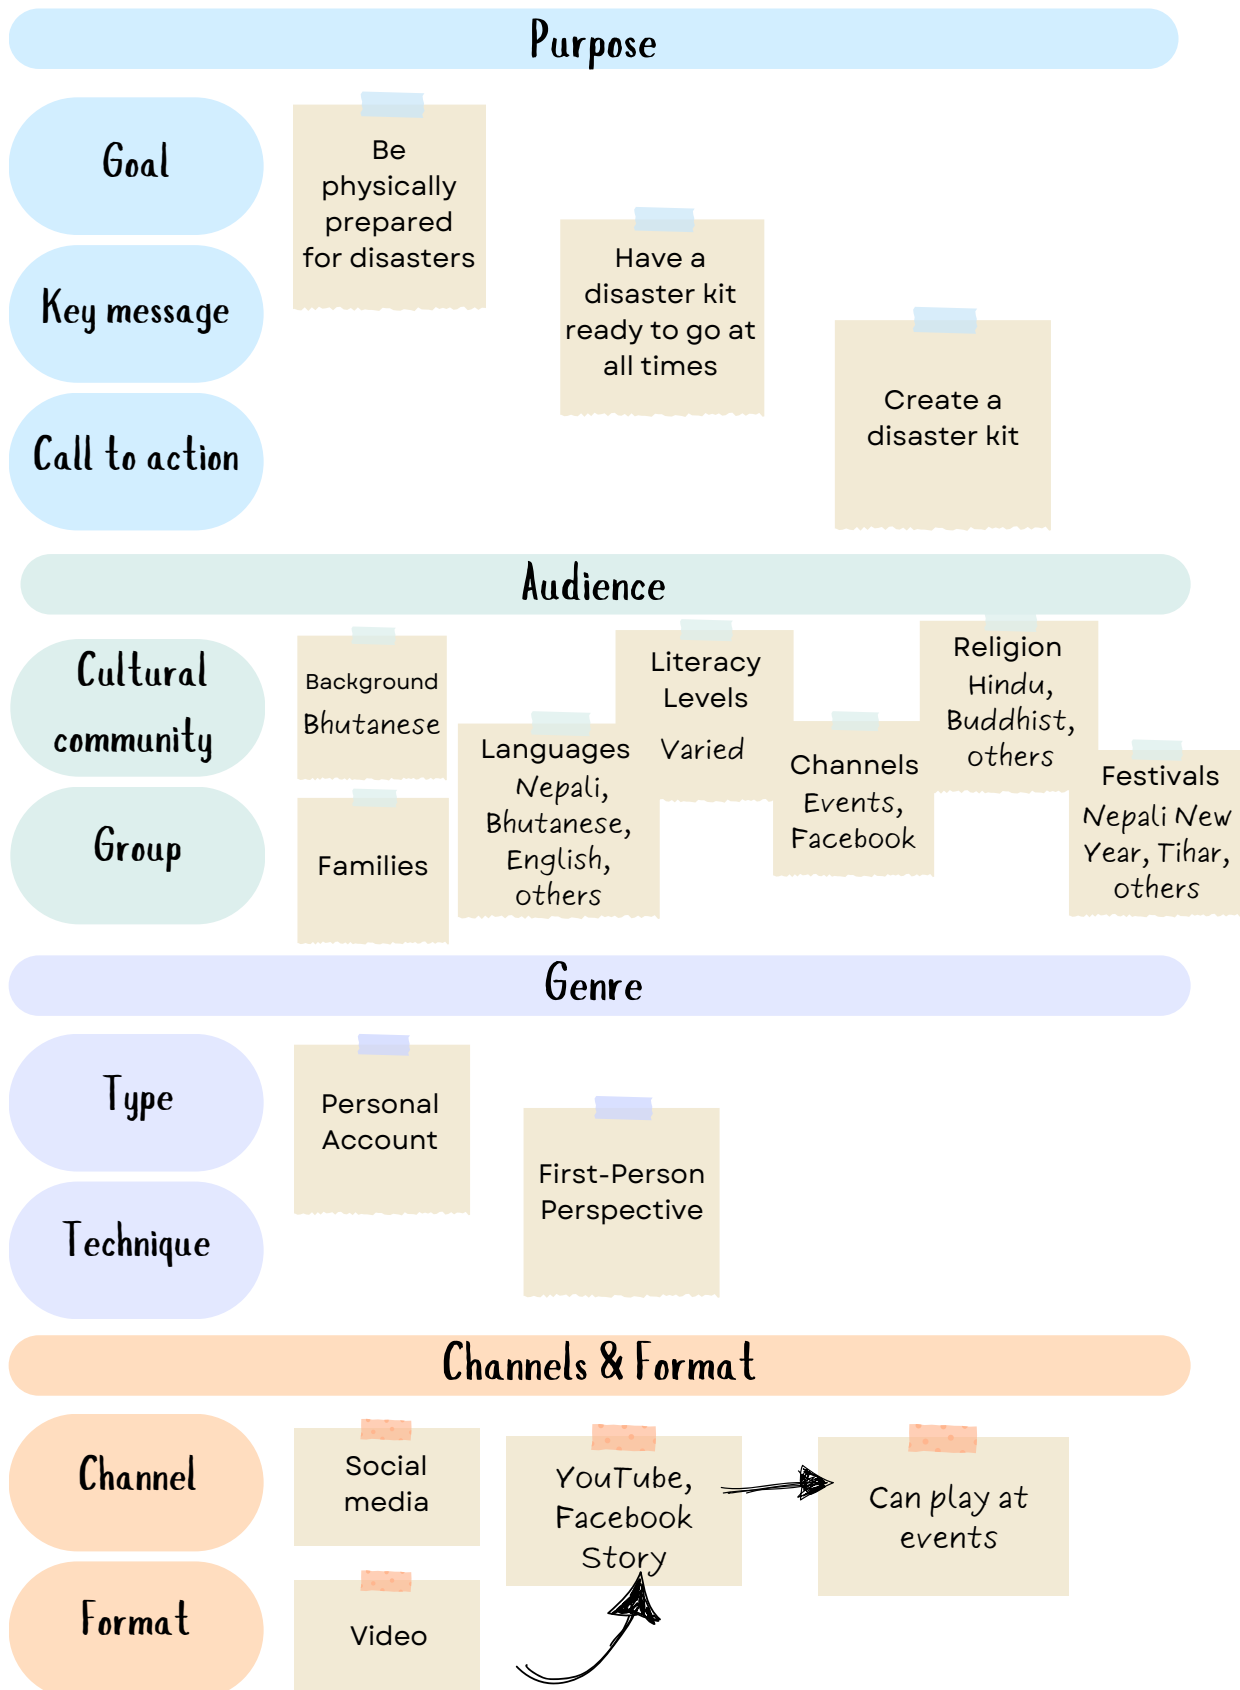 Purpose
Goal
Be
physically
prepared
for disasters
Key message
Have a
disaster kit
ready to go at
all times
Call to action
Create a
disaster kit
Audience
Cultural
community
Background
Bhutanese
Languages
Nepali,
Bhutanese,
English,
others
Literacy
Levels
Varied
Channels
Events,
Facebook
Religion
Hindu,
Buddhist,
others
Festivals
Nepali New
Year, Tihar,
others
Group
Families
Genre
Type
Personal
Account
Technique
First-Person
Perspective
Channels & Format
Channel
Social
media
YouTube,
Facebook
Story
Can play at
events
Format
Video